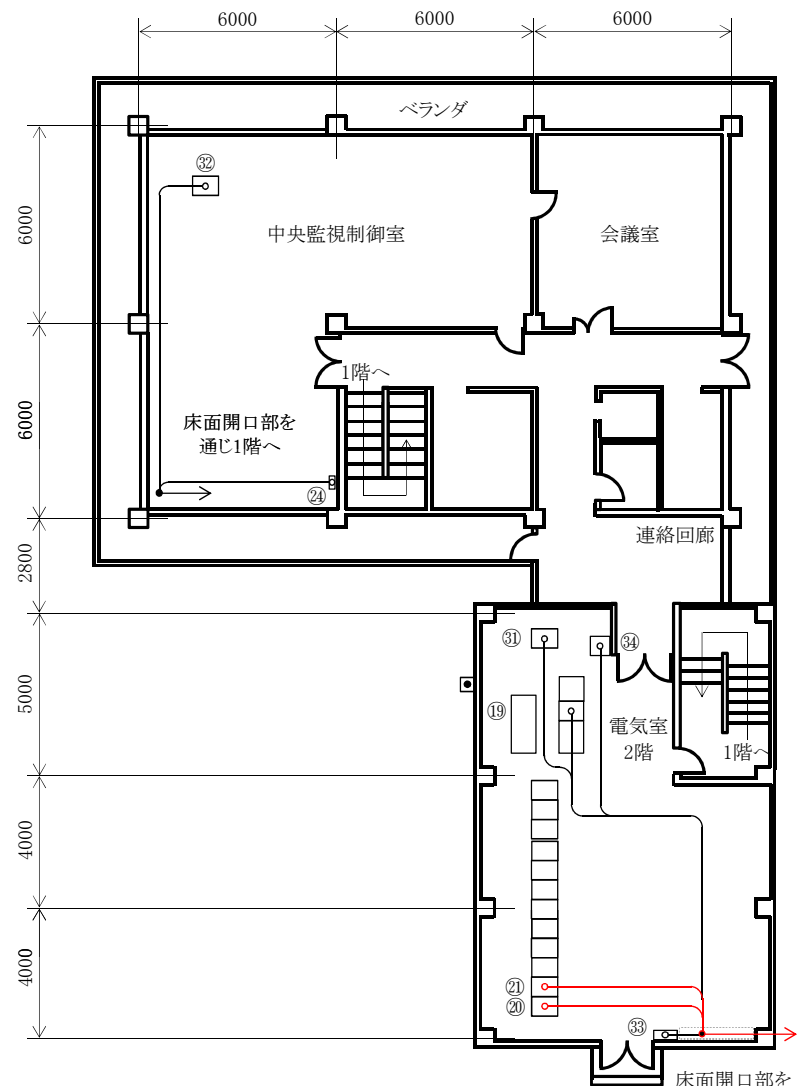 6000
6000
6000
ベランダ
㉜
6000
中央監視制御室
会議室
1階へ
6000
床面開口部を
通じ1階へ
㉔
連絡回廊
2800
㉛
㉞
5000
⑲
電気室
2階
1階へ
4000
4000
㉑
⑳
㉝
床面開口部を